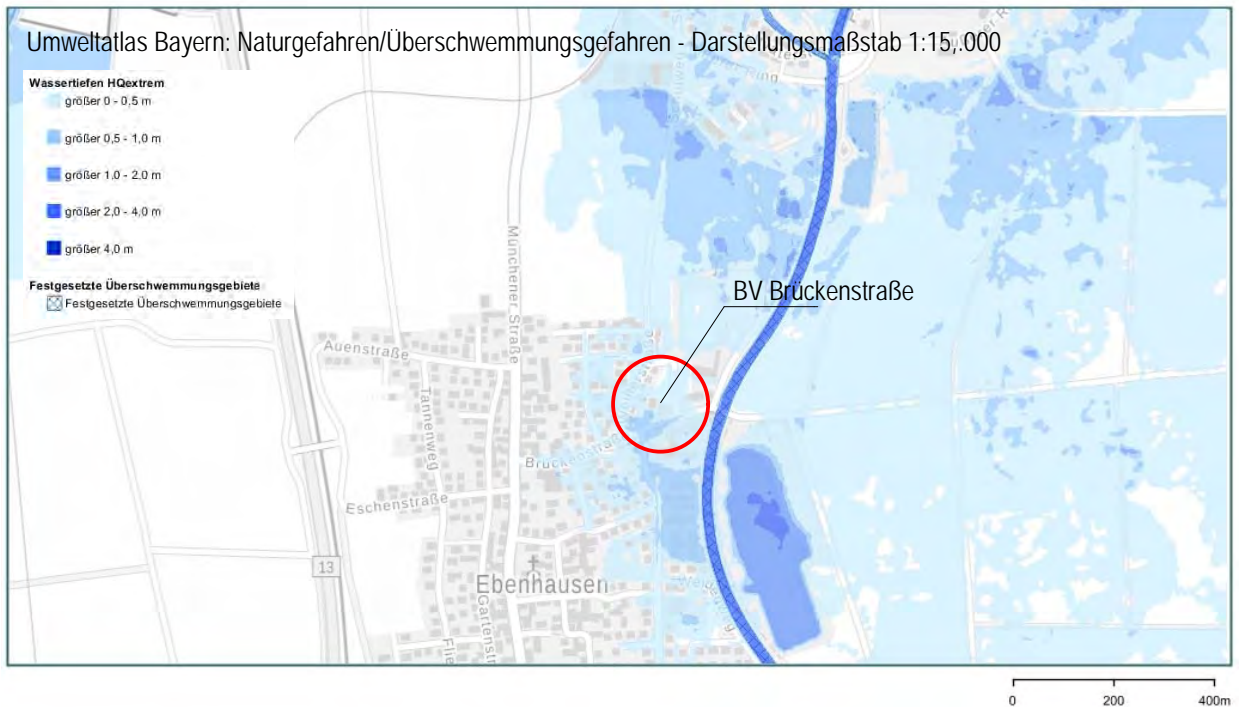 Umweltatlas Bayern: Naturgefahren/Überschwemmungsgefahren - Darstellungsmaßstab 1:15,.000
Wassertiefen HQextrem
größer 0 - 0,5 m
größer 0,5 - 1,0 m
größer 1.0 - 2,0 m
größer 2,0 - 4,0 m
größer 4,0 m
Festgesetzte Überschwemmungsgebiete
Festgesetzte Überschwemmungsgebiete
Münchener Straße
BV Brückenstraße
Auenstraße
Tannenweg
Eschenstraße
13
Ebenhausen
0 200 400m